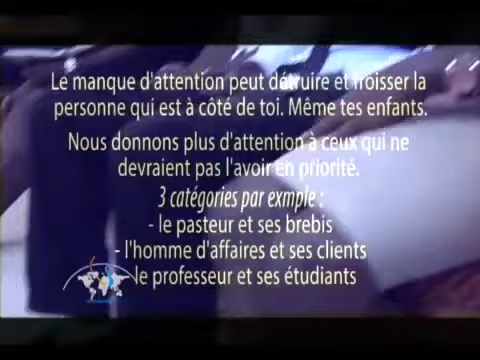 Le manque d'attention peut détruire et froisser la
personne qui est à côté de toi. Même tes enfants.
Nous donnons plus d'attention à ceux qui ne
devraient pas l'avoir en priorité.
3 catégories par exmple :
- le pasteur et ses brebis
- l'homme d'affaires et ses clients
- le professeur et ses étudiants